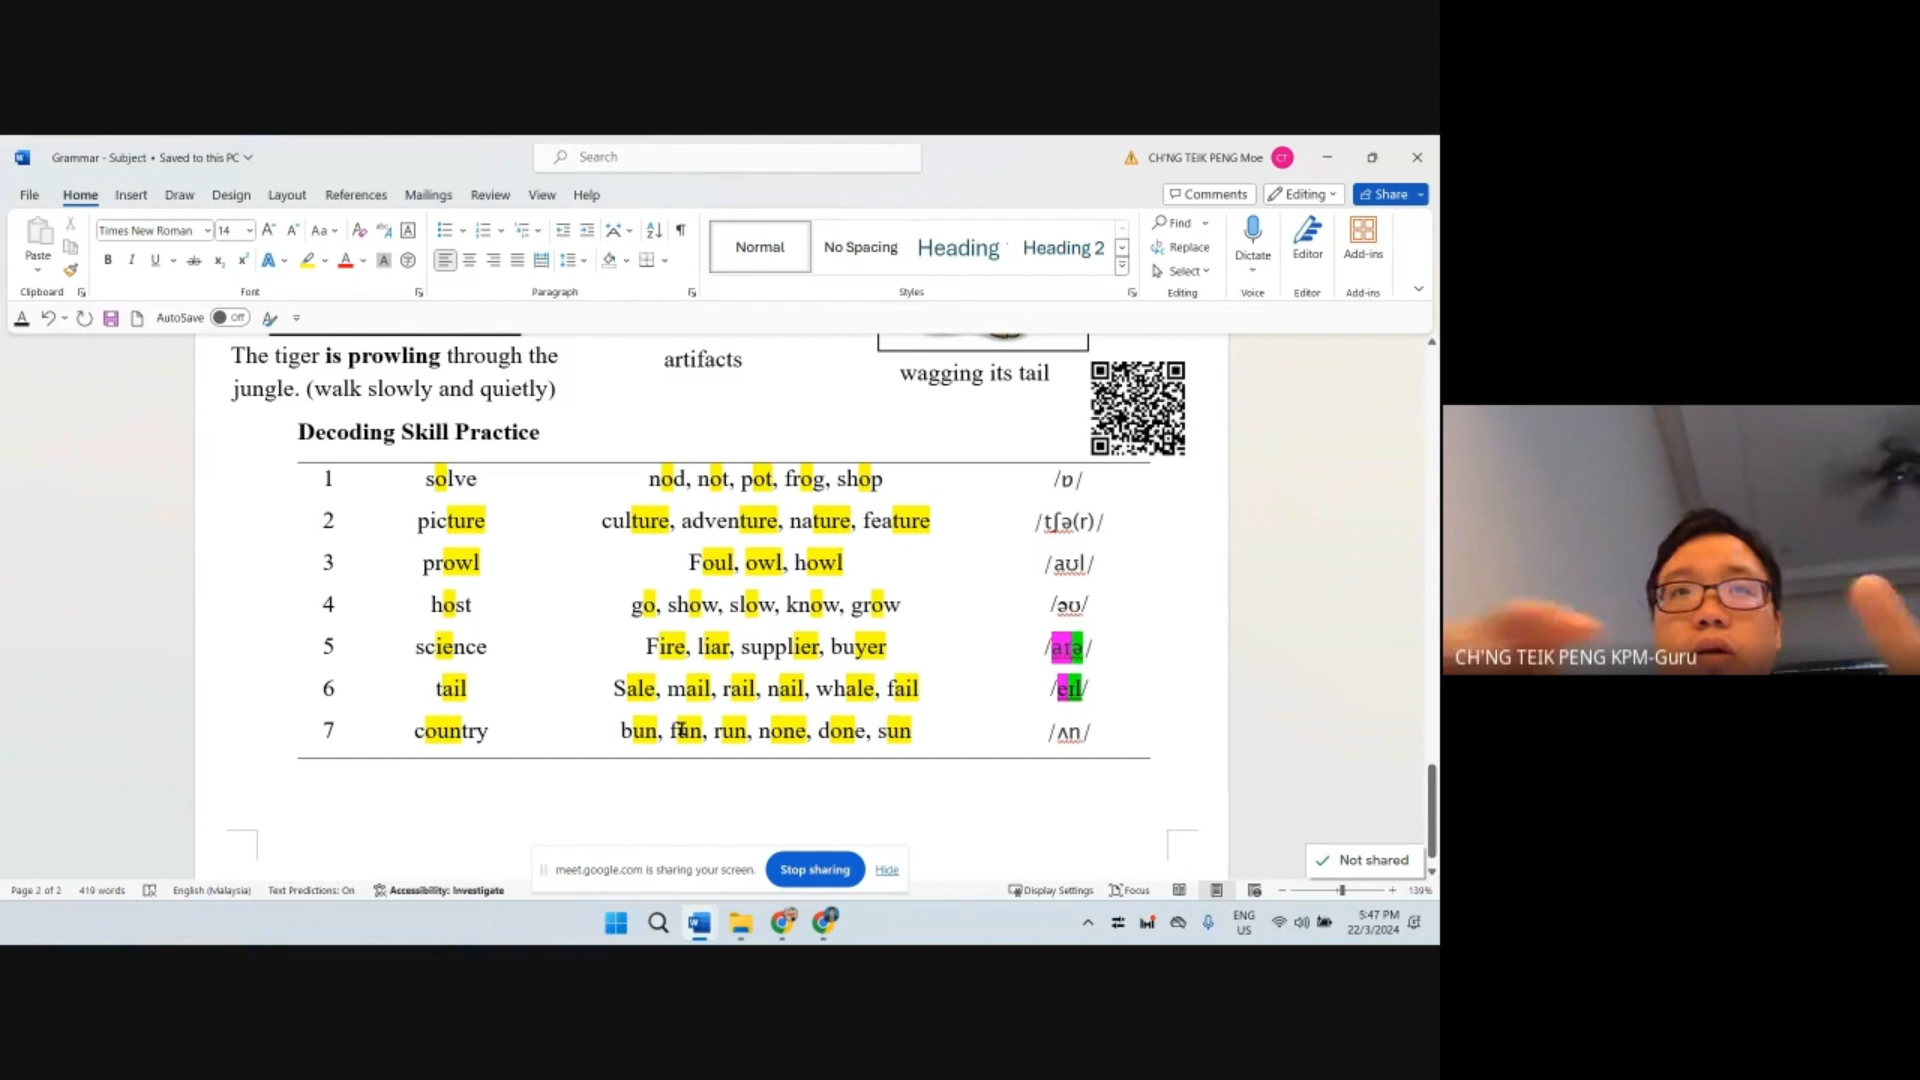 Grammar - Subject • Saved to this PC
Search
CH'NG TEIK PENG Moe
CT
File Home Insert Draw Design Layout References Mailings Review View Help
Comments Editing Share
Paste
Times New Roman 14
Normal No Spacing Heading Heading 2
Find
Replace
Select
Dictate Editor Add-ins
Clipboard Font Paragraph Styles Editing Voice Editor Add-ins
AutoSave Off
The tiger is prowling through the
jungle. (walk slowly and quietly)
artifacts
wagging its tail
Decoding Skill Practice
1 solve nod, not, pot, frog, shop /ɒ/
2 picture culture, adventure, nature, feature /tʃə(r)/
3 prowl Foul, owl, howl /aʊl/
4 host go, show, slow, know, grow /əʊ/
5 science Fire, liar, supplier, buyer /aɪə/
6 tail Sale, mail, rail, nail, whale, fail /eɪl/
7 country bun, fun, run, none, done, sun /ʌn/
CH'NG TEIK PENG KPM-Guru
meet.google.com is sharing your screen. Stop sharing Hide
Not shared
Page 2 of 2 419 words English (Malaysia) Text Predictions: On Accessibility: Investigate Display Settings Focus 139%
ENG
US
5:47 PM
22/3/2024